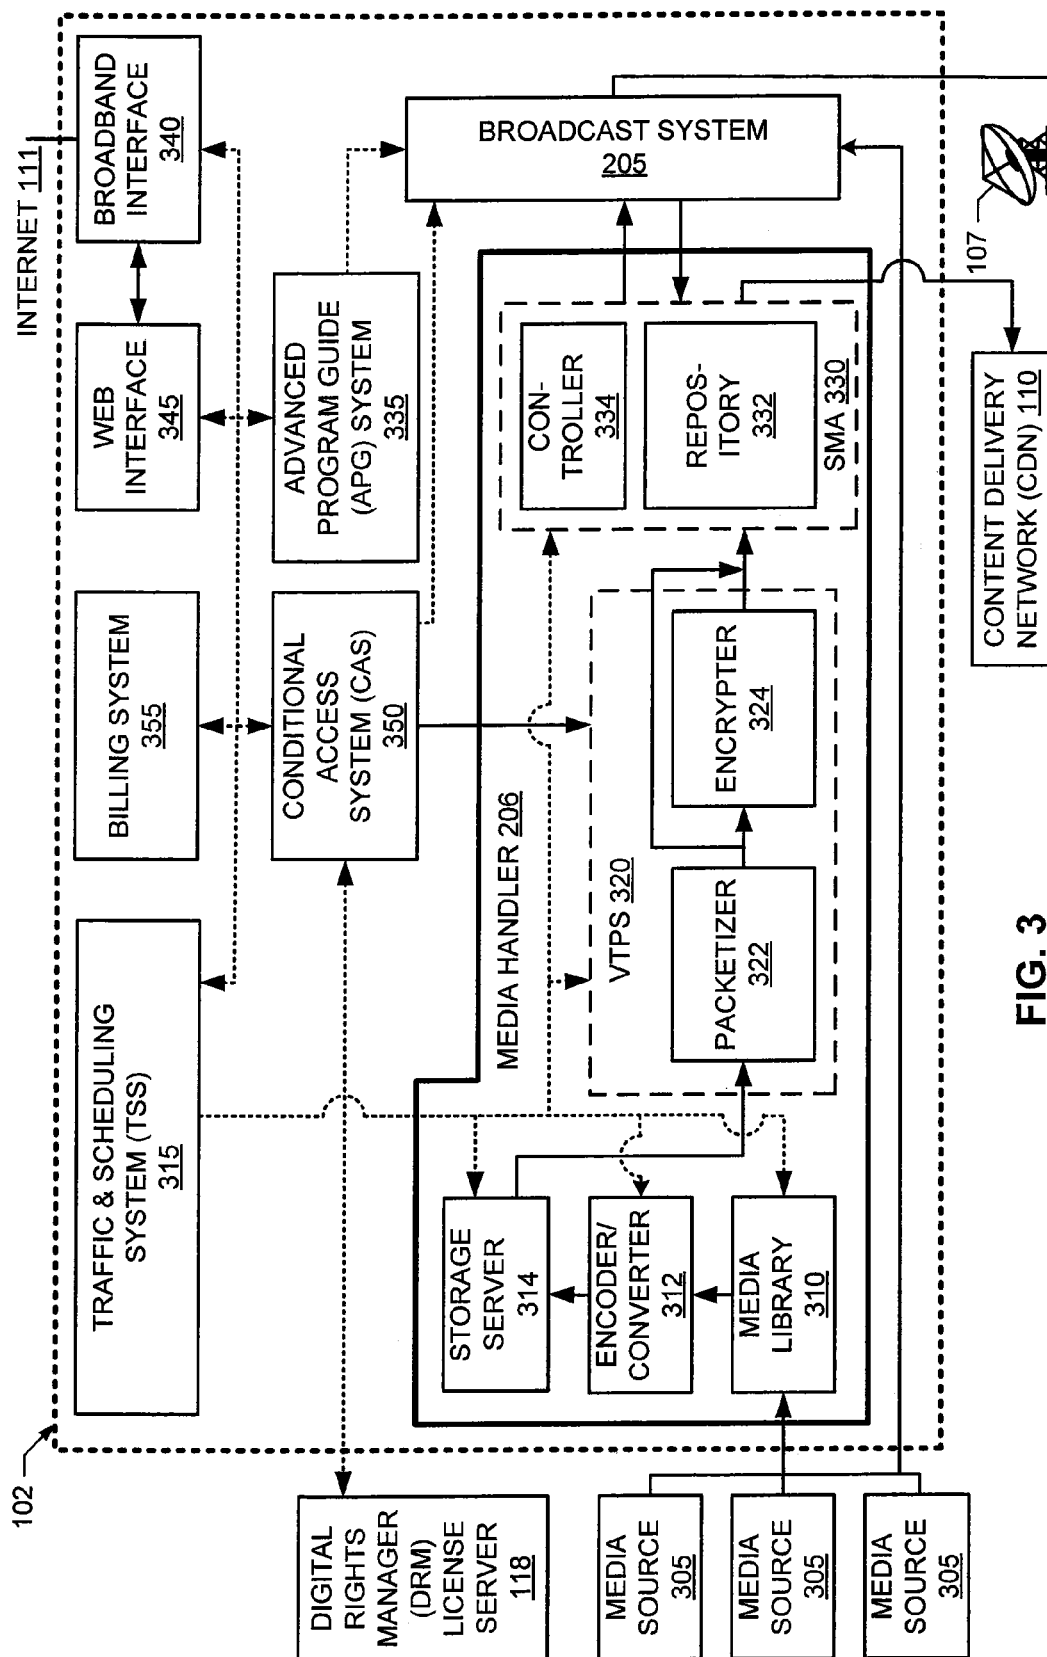 102
INTERNET 111
TRAFFIC & SCHEDULING
SYSTEM (TSS)
315
BILLING SYSTEM
355
WEB
INTERFACE
345
BROADBAND
INTERFACE
340
DIGITAL
RIGHTS
MANAGER
(DRM)
LICENSE
SERVER
118
CONDITIONAL
ACCESS
SYSTEM (CAS)
350
ADVANCED
PROGRAM GUIDE
(APG) SYSTEM
335
BROADCAST SYSTEM
205
MEDIA HANDLER 206
STORAGE
SERVER
314
ENCODER/
CONVERTER
312
MEDIA
LIBRARY
310
VTPS 320
PACKETIZER
322
ENCRYPTER
324
CON-
TROLLER
334
REPOS-
ITORY
332
SMA 330
MEDIA
SOURCE
305
MEDIA
SOURCE
305
MEDIA
SOURCE
305
CONTENT DELIVERY
NETWORK (CDN) 110
107
FIG. 3